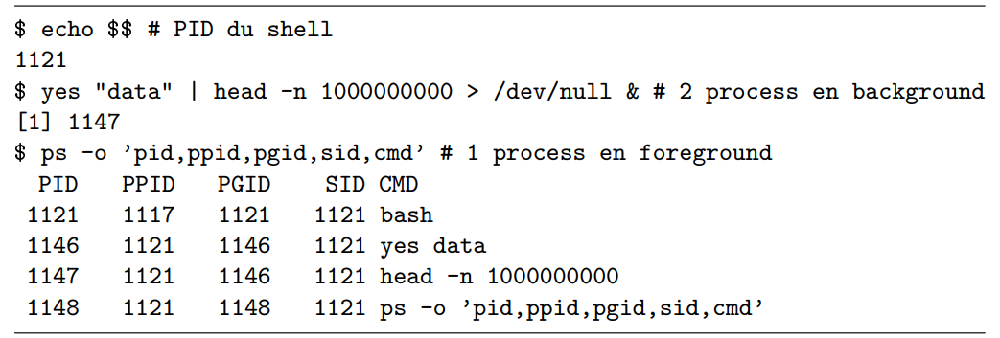 $ echo $$ # PID du shell
1121
$ yes "data" | head -n 1000000000 > /dev/null & # 2 process en background
[1] 1147
$ ps -o ’pid,ppid,pgid,sid,cmd’ # 1 process en foreground
PID PPID PGID SID CMD
1121 1117 1121 1121 bash
1146 1121 1146 1121 yes data
1147 1121 1146 1121 head -n 1000000000
1148 1121 1148 1121 ps -o ’pid,ppid,pgid,sid,cmd’